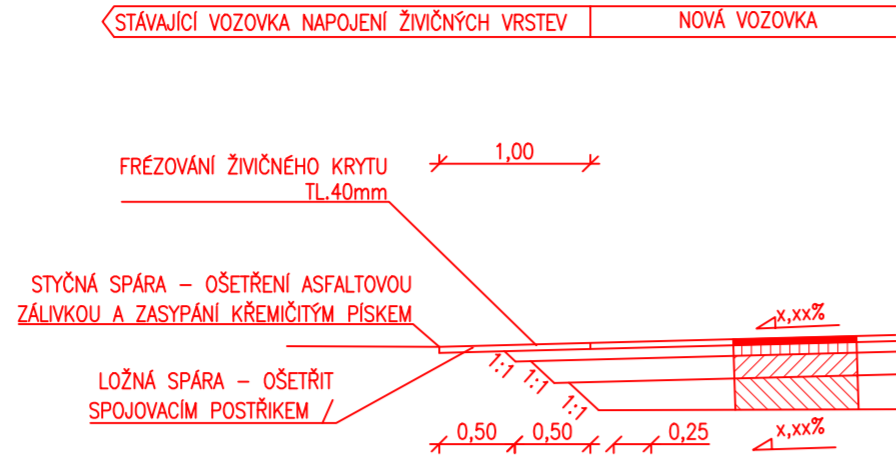 STÁVAJÍCÍ VOZOVKA NAPOJENÍ ŽIVIČNÝCH VRSTEV
NOVÁ VOZOVKA
1,00
FRÉZOVÁNÍ ŽIVIČNÉHO KRYTU
TL.40mm
STYČNÁ SPÁRA – OŠETŘENÍ ASFALTOVOU
ZÁLIVKOU A ZASYPÁNÍ KŘEMIČITÝM PÍSKEM
x,xx%
1:1
1:1
1:1
LOŽNÁ SPÁRA – OŠETŘIT
SPOJOVACÍM POSTŘIKEM /
0,50
0,50
0,25
x,xx%